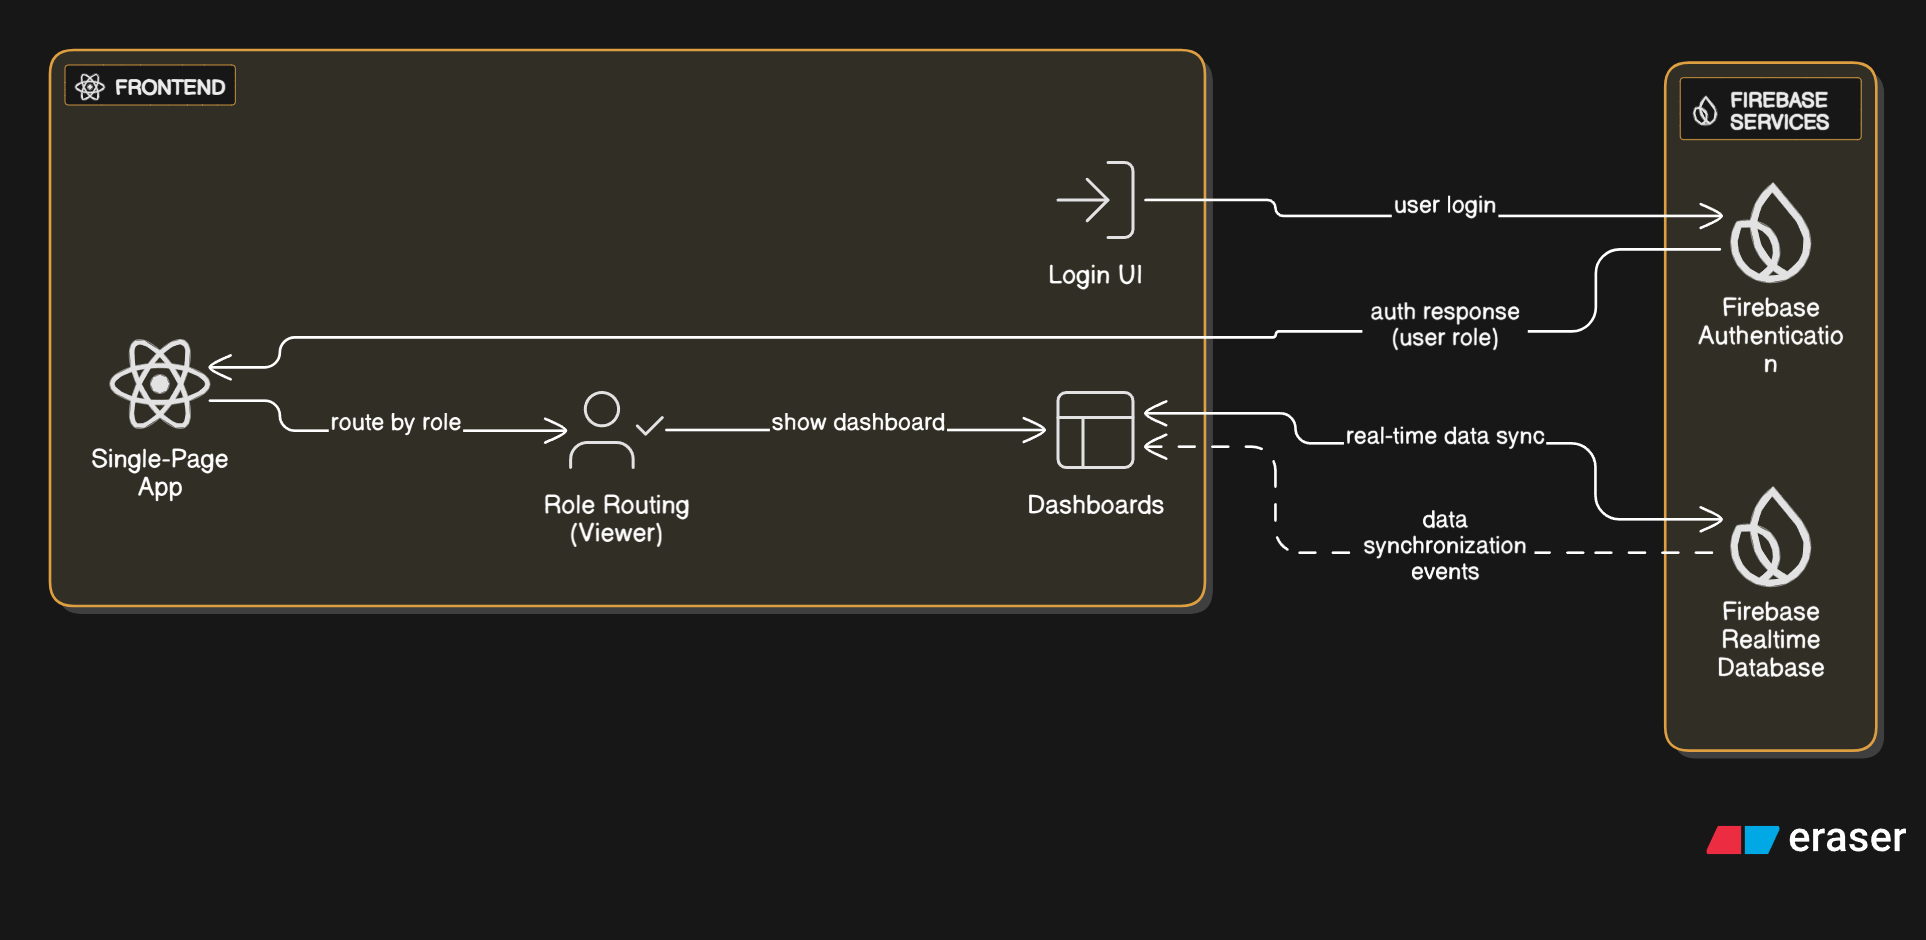 FRONTEND
FIREBASE
SERVICES
user login
Login UI
Firebase
Authenticatio
n
auth response
(user role)
route by role
show dashboard
real-time data sync
Single-Page
App
Role Routing
(Viewer)
Dashboards
data
synchronization
events
Firebase
Realtime
Database
eraser